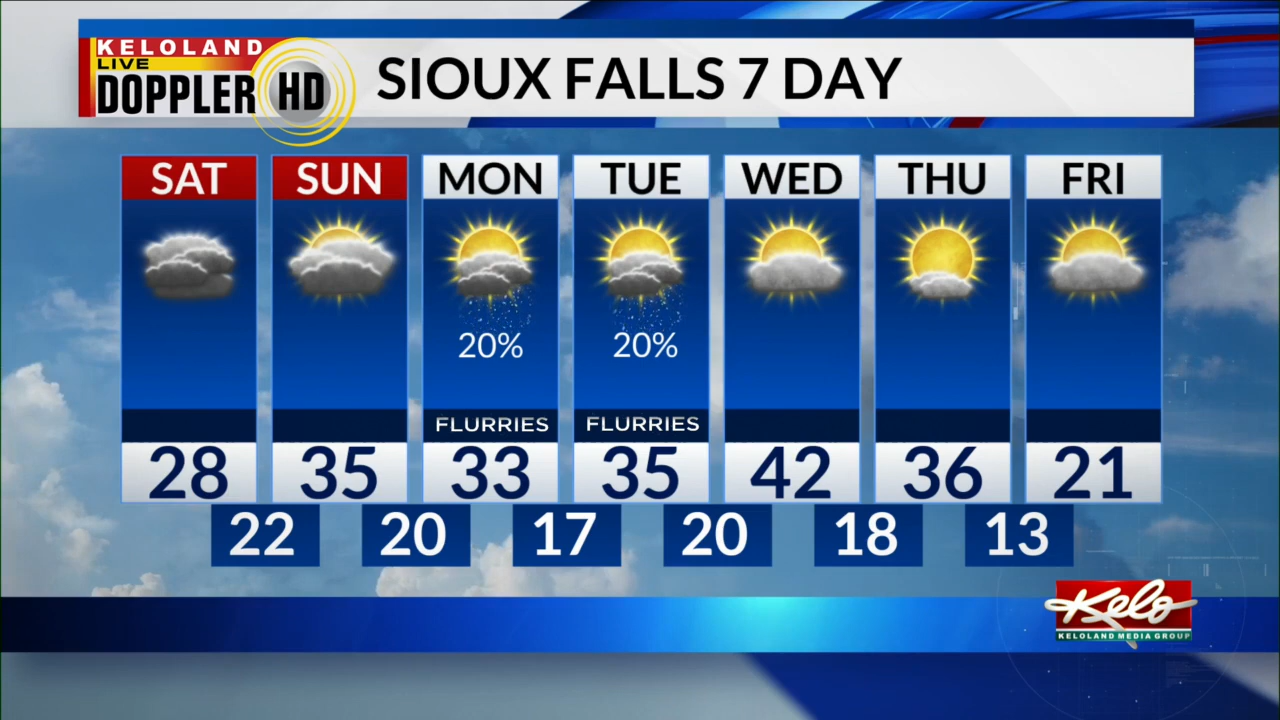 KELOLAND
LIVE
DOPPLER HD
SIOUX FALLS 7 DAY
SAT SUN MON TUE WED THU FRI
20% 20%
FLURRIES FLURRIES
28 35 33 35 42 36 21
22 20 17 20 18 13
Kelo
KELOLAND MEDIA GROUP